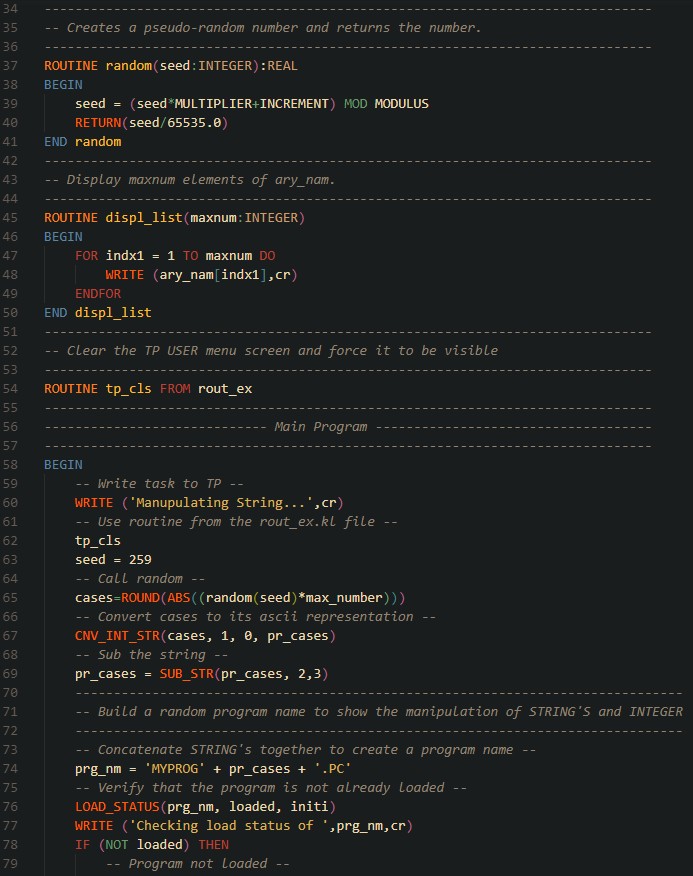 34 -------------------------------------------------------------------------------
35 -- Creates a pseudo-random number and returns the number.
36 -------------------------------------------------------------------------------
37 ROUTINE random(seed:INTEGER):REAL
38 BEGIN
39 seed = (seed*MULTIPLIER+INCREMENT) MOD MODULUS
40 RETURN(seed/65535.0)
41 END random
42 -------------------------------------------------------------------------------
43 -- Display maxnum elements of ary_nam.
44 -------------------------------------------------------------------------------
45 ROUTINE displ_list(maxnum:INTEGER)
46 BEGIN
47 FOR indx1 = 1 TO maxnum DO
48 WRITE (ary_nam[indx1],cr)
49 ENDFOR
50 END displ_list
51 -------------------------------------------------------------------------------
52 -- Clear the TP USER menu screen and force it to be visible
53 -------------------------------------------------------------------------------
54 ROUTINE tp_cls FROM rout_ex
55 -------------------------------------------------------------------------------
56 ----------------------------- Main Program ------------------------------------
57 -------------------------------------------------------------------------------
58 BEGIN
59 -- Write task to TP --
60 WRITE ('Manupulating String...',cr)
61 -- Use routine from the rout_ex.kl file --
62 tp_cls
63 seed = 259
64 -- Call random --
65 cases=ROUND(ABS((random(seed)*max_number)))
66 -- Convert cases to its ascii representation --
67 CNV_INT_STR(cases, 1, 0, pr_cases)
68 -- Sub the string --
69 pr_cases = SUB_STR(pr_cases, 2,3)
70 -------------------------------------------------------------------------------
71 -- Build a random program name to show the manipulation of STRING'S and INTEGER
72 -------------------------------------------------------------------------------
73 -- Concatenate STRING's together to create a program name --
74 prg_nm = 'MYPROG' + pr_cases + '.PC'
75 -- Verify that the program is not already loaded --
76 LOAD_STATUS(prg_nm, loaded, initi)
77 WRITE ('Checking load status of ',prg_nm,cr)
78 IF (NOT loaded) THEN
79 -- Program not loaded --